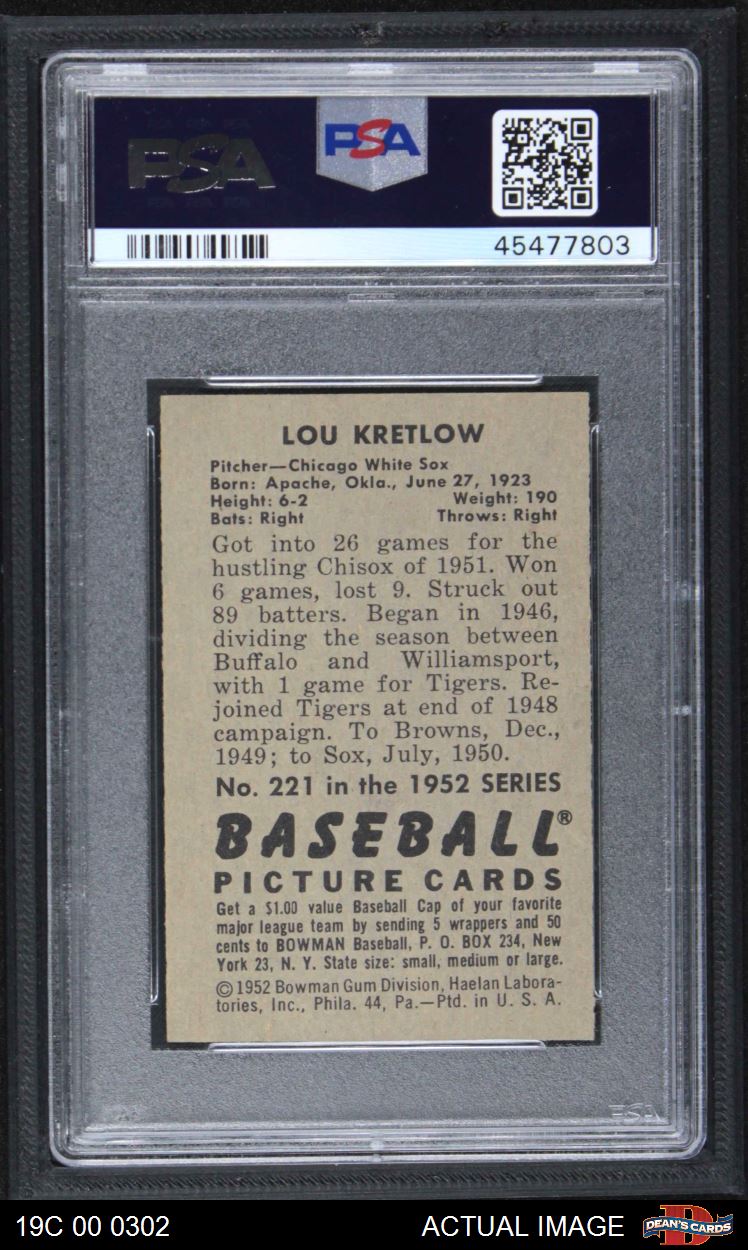 PSA
PSA
45477803
LOU KRETLOW
Pitcher—Chicago White Sox
Born: Apache, Okla., June 27, 1923
Height: 6-2 Weight: 190
Bats: Right Throws: Right
Got into 26 games for the
hustling Chisox of 1951. Won
6 games, lost 9. Struck out
89 batters. Began in 1946,
dividing the season between
Buffalo and Williamsport,
with 1 game for Tigers. Re-
joined Tigers at end of 1948
campaign. To Browns, Dec.,
1949; to Sox, July, 1950.
No. 221 in the 1952 SERIES
BASEBALL®
PICTURE CARDS
Get a $1.00 value Baseball Cap of your favorite
major league team by sending 5 wrappers and 50
cents to BOWMAN Baseball, P. O. BOX 234, New
York 23, N. Y. State size: small, medium or large.
© 1952 Bowman Gum Division, Haelan Labora-
tories, Inc., Phila. 44, Pa.—Ptd. in U. S. A.
PSA
19C 00 0302 ACTUAL IMAGE DEAN'S CARDS